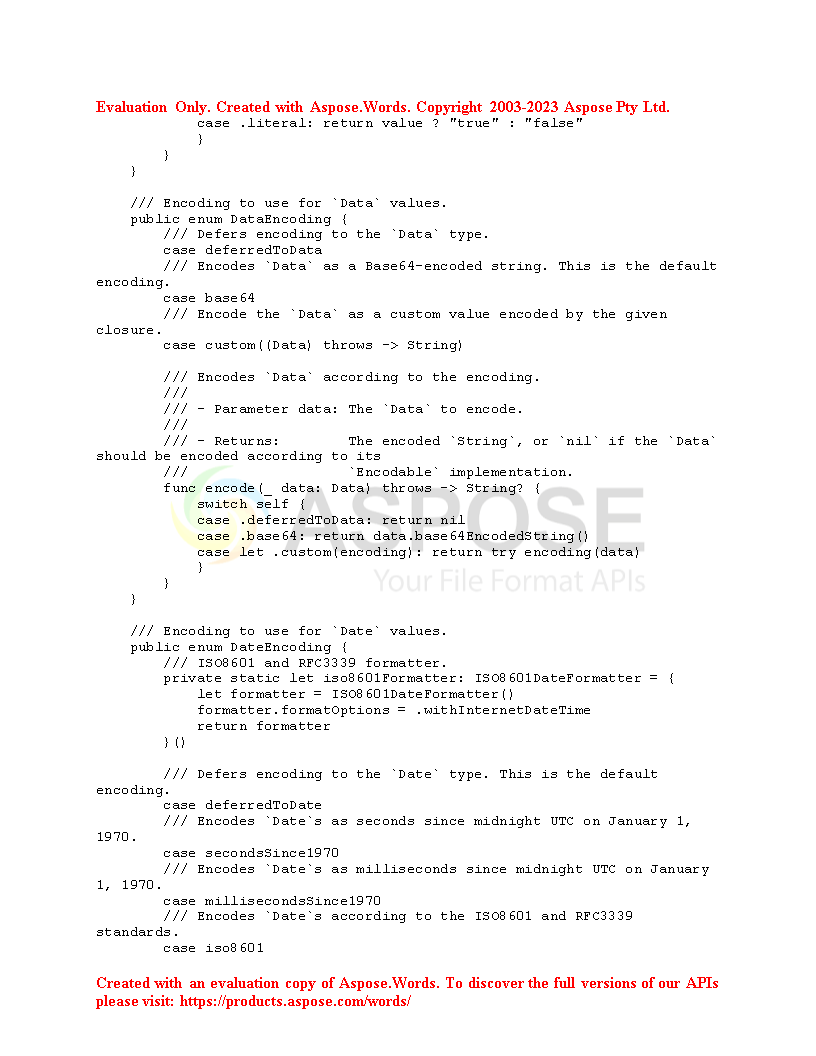 Evaluation Only. Created with Aspose.Words. Copyright 2003-2023 Aspose Pty Ltd.
            case .literal: return value ? "true" : "false"
            }
        }
    }

    /// Encoding to use for `Data` values.
    public enum DataEncoding {
        /// Defers encoding to the `Data` type.
        case deferredToData
        /// Encodes `Data` as a Base64-encoded string. This is the default
encoding.
        case base64
        /// Encode the `Data` as a custom value encoded by the given
closure.
        case custom((Data) throws -> String)

        /// Encodes `Data` according to the encoding.
        ///
        /// - Parameter data: The `Data` to encode.
        ///
        /// - Returns:        The encoded `String`, or `nil` if the `Data`
should be encoded according to its
        ///                   `Encodable` implementation.
        func encode(_ data: Data) throws -> String? {
            switch self {
            case .deferredToData: return nil
            case .base64: return data.base64EncodedString()
            case let .custom(encoding): return try encoding(data)
            }
        }
    }
ASPOSE
Your File Format APIs

    /// Encoding to use for `Date` values.
    public enum DateEncoding {
        /// ISO8601 and RFC3339 formatter.
        private static let iso8601Formatter: ISO8601DateFormatter = {
            let formatter = ISO8601DateFormatter()
            formatter.formatOptions = .withInternetDateTime
            return formatter
        }()

        /// Defers encoding to the `Date` type. This is the default
encoding.
        case deferredToDate
        /// Encodes `Date`s as seconds since midnight UTC on January 1,
1970.
        case secondsSince1970
        /// Encodes `Date`s as milliseconds since midnight UTC on January
1, 1970.
        case millisecondsSince1970
        /// Encodes `Date`s according to the ISO8601 and RFC3339
standards.
        case iso8601
Created with an evaluation copy of Aspose.Words. To discover the full versions of our APIs
please visit: https://products.aspose.com/words/